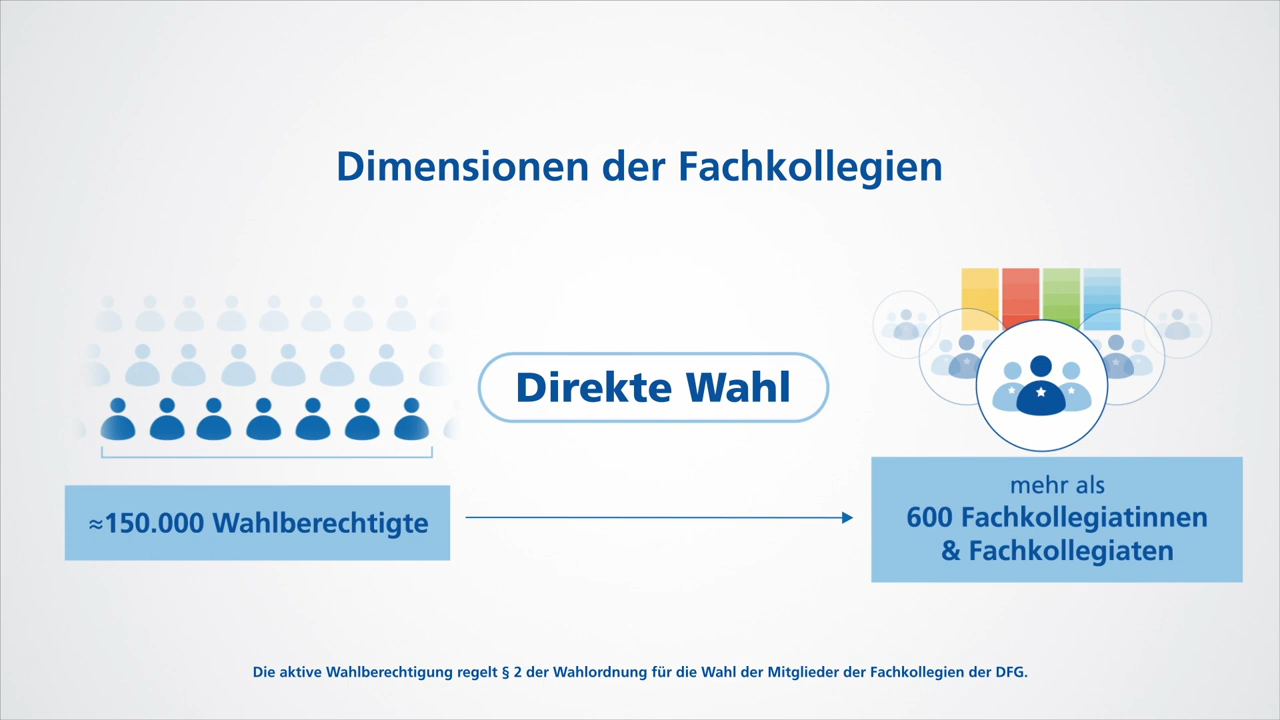 Dimensionen der Fachkollegien
Direkte Wahl
≈150.000 Wahlberechtigte
mehr als
600 Fachkollegiatinnen
& Fachkollegiaten
Die aktive Wahlberechtigung regelt § 2 der Wahlordnung für die Wahl der Mitglieder der Fachkollegien der DFG.